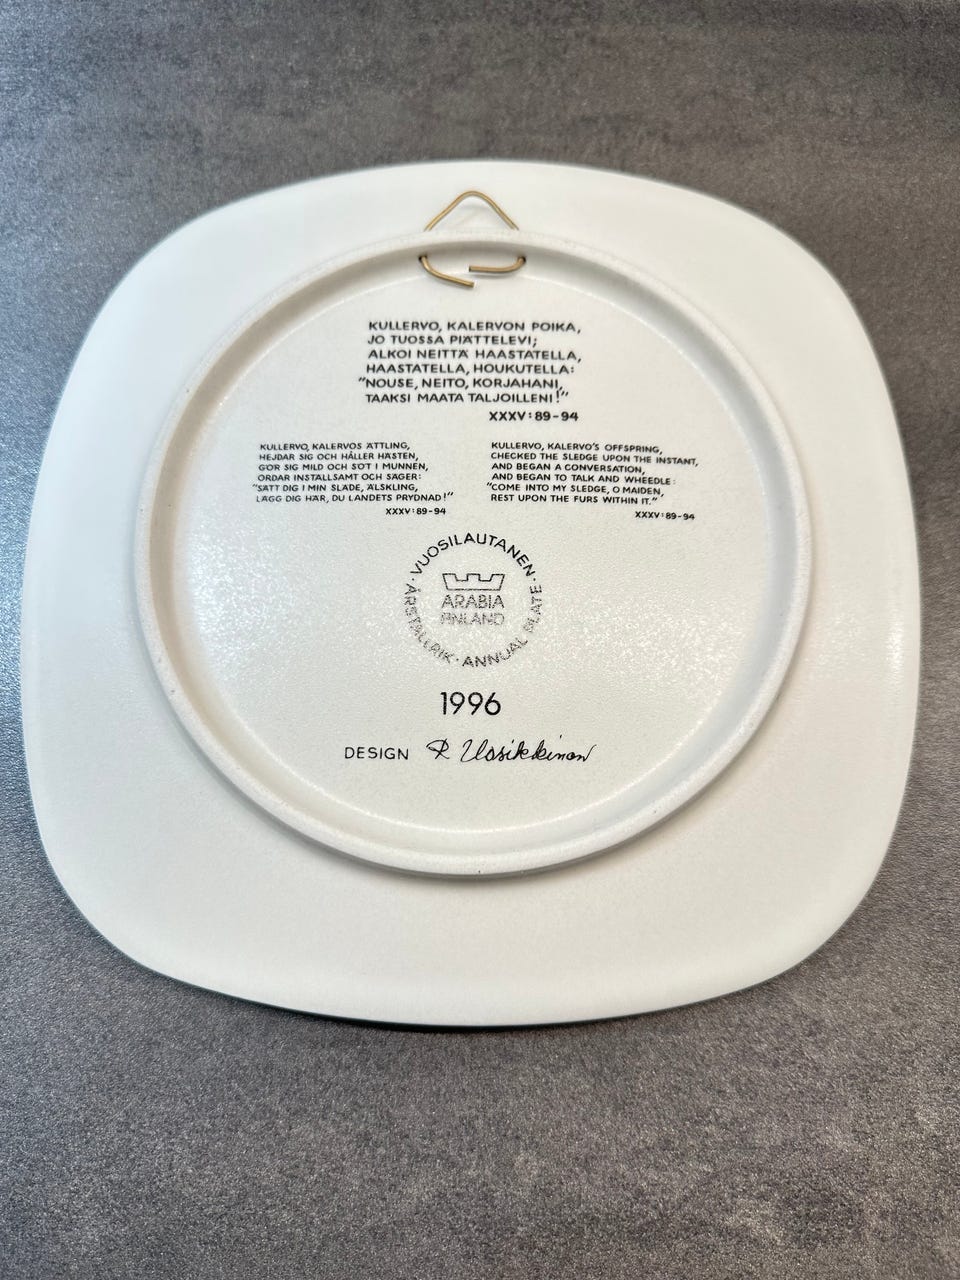 KULLERVO, KALERVON POIKA,
JO TUOSSA PIÄTTELEVI;
ALKOI NEITTÄ HAASTATELLA,
HAASTATELLA, HOUKUTELLA:
"NOUSE, NEITO, KORJAHANI,
TAAKSI MAATA TALJOILLENI!"
XXXV:89-94
KULLERVO, KALERVOS ÄTTLING,
HEJDAR SIG OCH HÅLLER HÄSTEN,
GÖR SIG MILD OCH SÖT I MUNNEN,
ORDAR INSTÄLLSAMT OCH SÄGER:
"SÄTT DIG I MIN SLÄDE, ÄLSKLING,
LÄGG DIG HÄR, DU LANDETS PRYDNAD!"
XXXV:89-94
KULLERVO, KALERVO'S OFFSPRING,
CHECKED THE SLEDGE UPON THE INSTANT,
AND BEGAN A CONVERSATION,
AND BEGAN TO TALK AND WHEEDLE:
"COME INTO MY SLEDGE, O MAIDEN,
REST UPON THE FURS WITHIN IT."
XXXV:89-94
· VUOSILAUTANEN · ANNUAL PLATE · ÅRSTALLRIK
ARABIA
FINLAND
1996
DESIGN R Uosikkinen